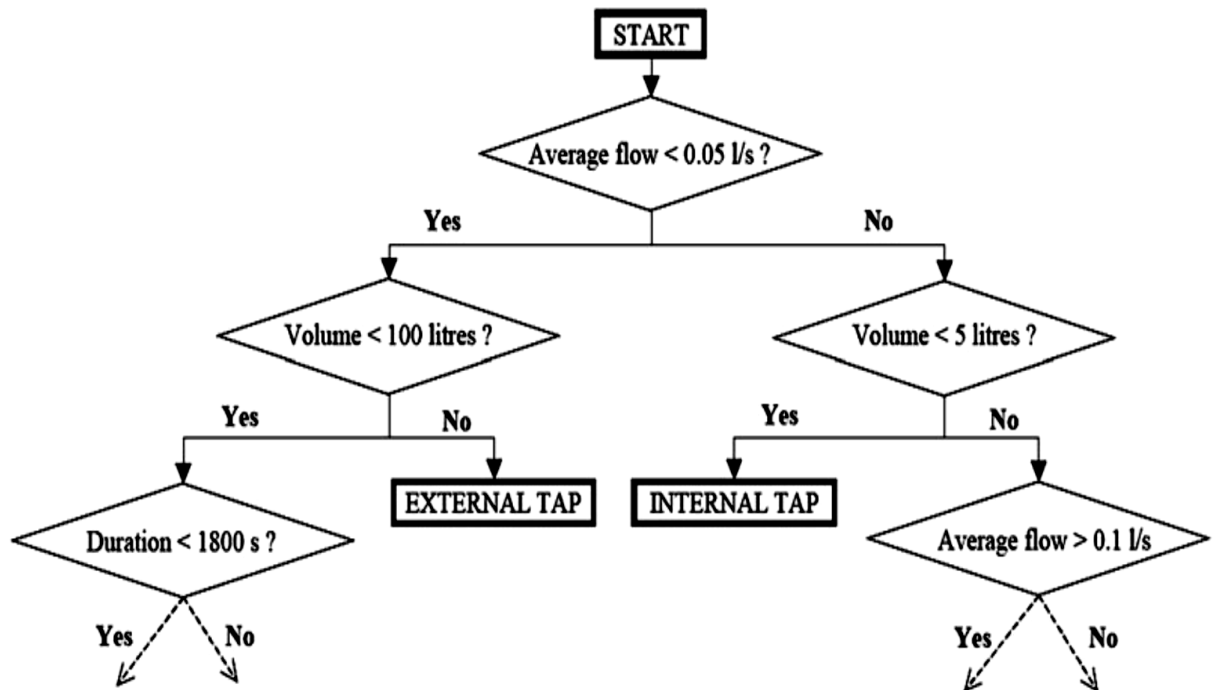 START
Average flow < 0.05 l/s ?
Yes
No
Volume < 100 litres ?
Volume < 5 litres ?
Yes
No
Yes
No
EXTERNAL TAP
INTERNAL TAP
Duration < 1800 s ?
Average flow > 0.1 l/s
Yes
No
Yes
No